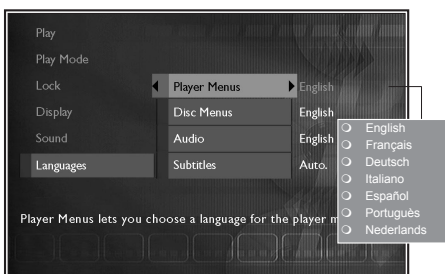 Play
Play Mode
Lock
Player Menus
English
Display
Disc Menus
English
Sound
Audio
English
Languages
Subtitles
Auto.
Player Menus lets you choose a language for the player m
English
Français
Deutsch
Italiano
Español
Portuguès
Nederlands